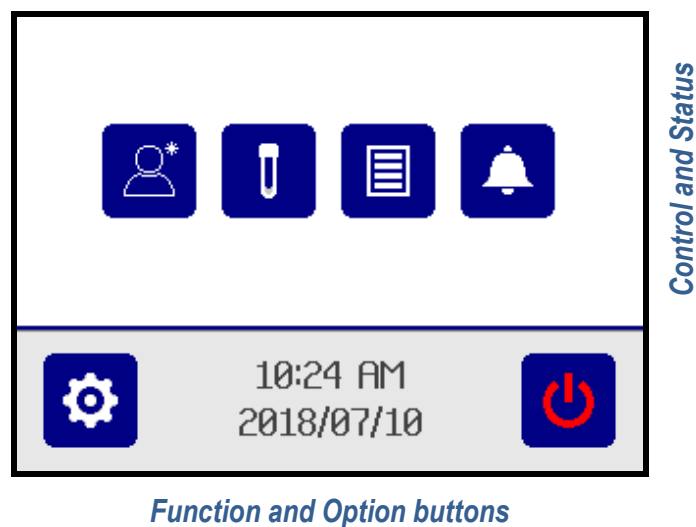 Control and Status
10:24 AM
2018/07/10
Function and Option buttons